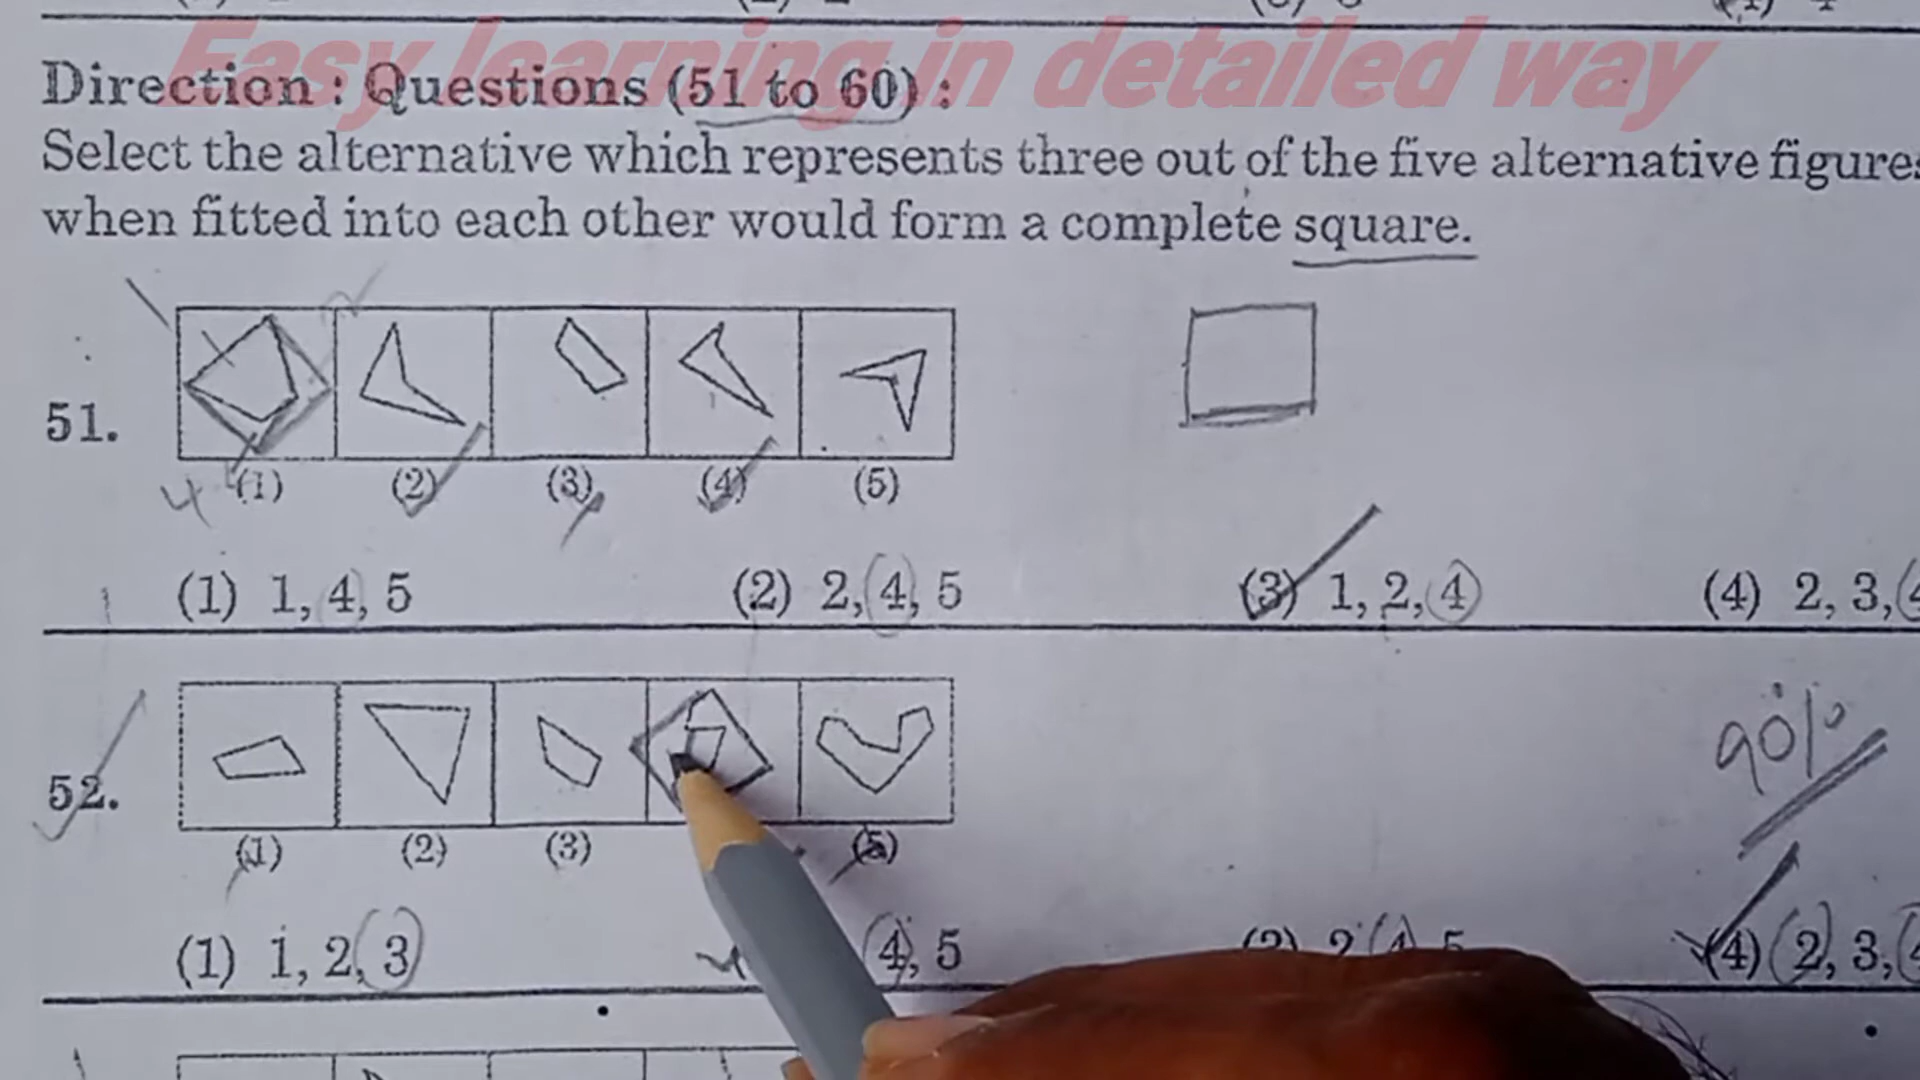 Easy learning in detailed way
Direction : Questions (51 to 60) :
Select the alternative which represents three out of the five alternative figures
when fitted into each other would form a complete square.
51.
(1) (2) (3) (4) (5)
(1) 1, 4, 5 (2) 2, 4, 5 (3) 1, 2, 4 (4) 2, 3,
52.
90%
(1) (2) (3) (5)
(1) 1, 2, 3 4, 5 (4) 2, 3,